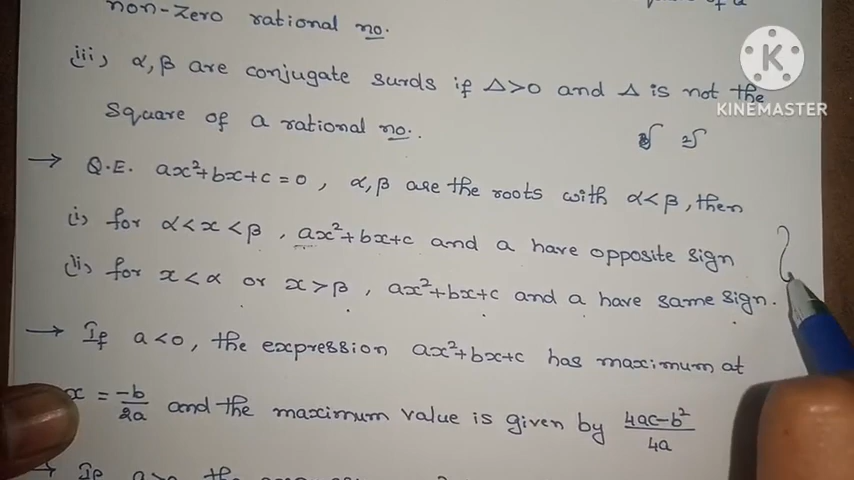 non-zero rational no.
(iii) α, β are conjugate surds if Δ>0 and Δ is not the
square of a rational no.
→ Q.E. ax²+bx+c=0, α, β are the roots with α<β, then
(i) for α<x<β, ax²+bx+c and a have opposite sign
(ii) for x<α or x>β, ax²+bx+c and a have same sign.
→ If a<0, the expression ax²+bx+c has maximum at
x = -b/2a and the maximum value is given by 4ac-b²/4a
K
KINEMASTER